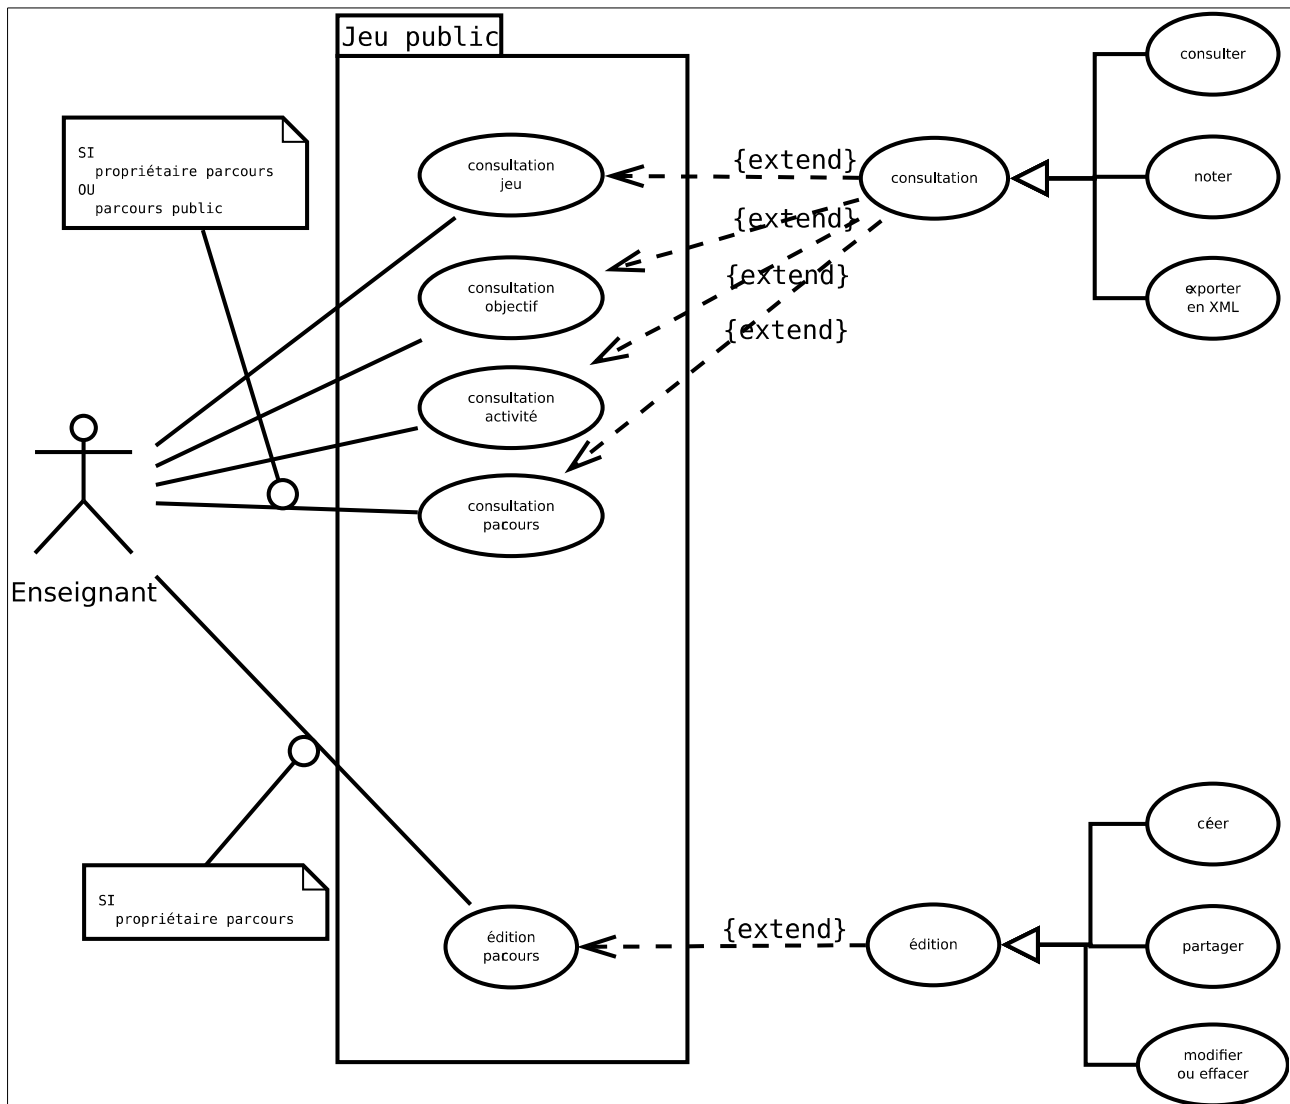 Jeu public
consulter
SI
propriétaire parcours
OU
parcours public
consultation
jeu
{extend}
consultation
noter
{extend}
consultation
objectif
{extend}
exporter
en XML
{extend}
consultation
activité
consultation
parcours
Enseignant
créer
SI
propriétaire parcours
édition
parcours
{extend}
édition
partager
modifier
ou effacer